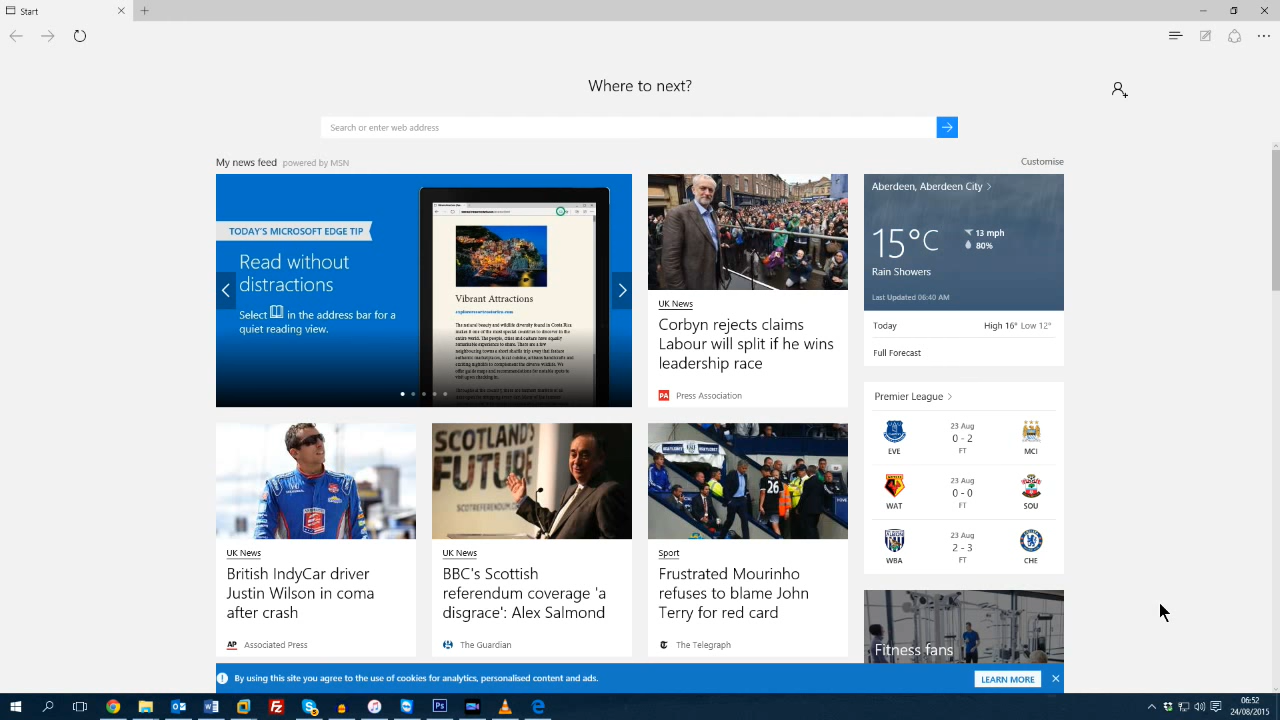 Start
Where to next?
Search or enter web address
My news feed powered by MSN
Customise
TODAY'S MICROSOFT EDGE TIP
Read without
distractions
Select in the address bar for a
quiet reading view.
Vibrant Attractions
UK News
Corbyn rejects claims
Labour will split if he wins
leadership race
PA Press Association
Aberdeen, Aberdeen City
15°C
13 mph
80%
Rain Showers
Last Updated 06:40 AM
Today High 16° Low 12°
Full Forecast
Premier League
23 Aug
0 - 2
EVE FT MCI
23 Aug
0 - 0
WAT FT SOU
23 Aug
2 - 3
WBA FT CHE
UK News
British IndyCar driver
Justin Wilson in coma
after crash
AP Associated Press
SCOTLAND
FUTURE
SCOTREFERENDUM
UK News
BBC's Scottish
referendum coverage 'a
disgrace': Alex Salmond
The Guardian
26
Sport
Frustrated Mourinho
refuses to blame John
Terry for red card
The Telegraph
Fitness fans
By using this site you agree to the use of cookies for analytics, personalised content and ads.
LEARN MORE
06:52
24/08/2015